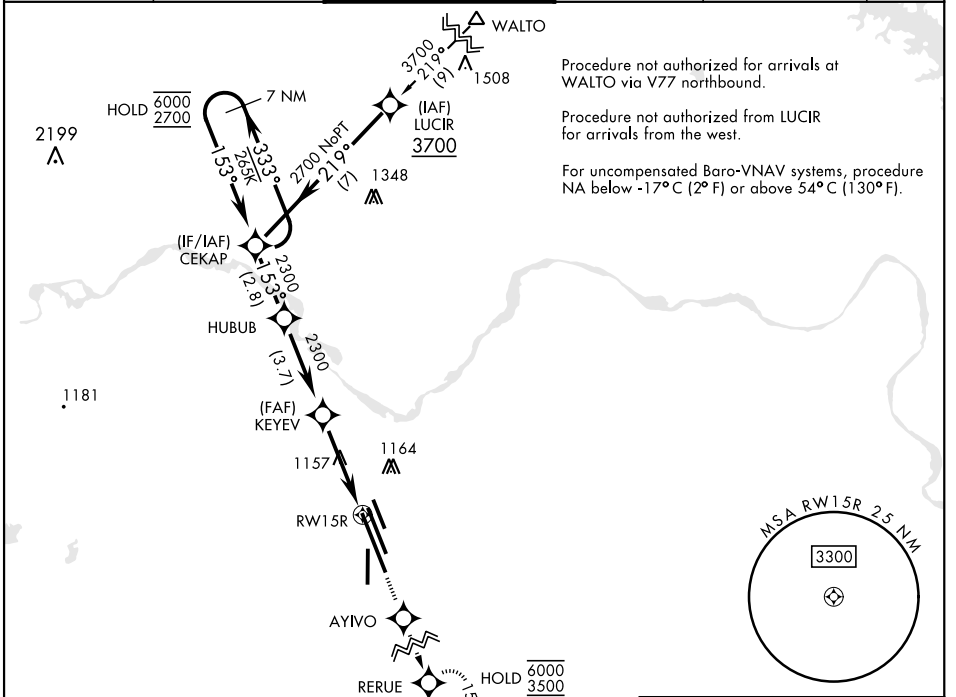 WALTO
3700
219°
(9)
1508
Procedure not authorized for arrivals at
WALTO via V77 northbound.
Procedure not authorized from LUCIR
for arrivals from the west.
For uncompensated Baro-VNAV systems, procedure
NA below -17°C (2°F) or above 54°C (130°F).
HOLD 6000
2700
7 NM
(IAF)
LUCIR
3700
2199
153°
265K
333°
2700 NoPT
219°
(7)
1348
(IF/IAF)
CEKAP
2300
153°
(2.8)
HUBUB
2300
(3.7)
1181
(FAF)
KEYEV
1157
1164
RW15R
MSA RW15R 25 NM
3300
AYIVO
RERUE
HOLD 6000
3500